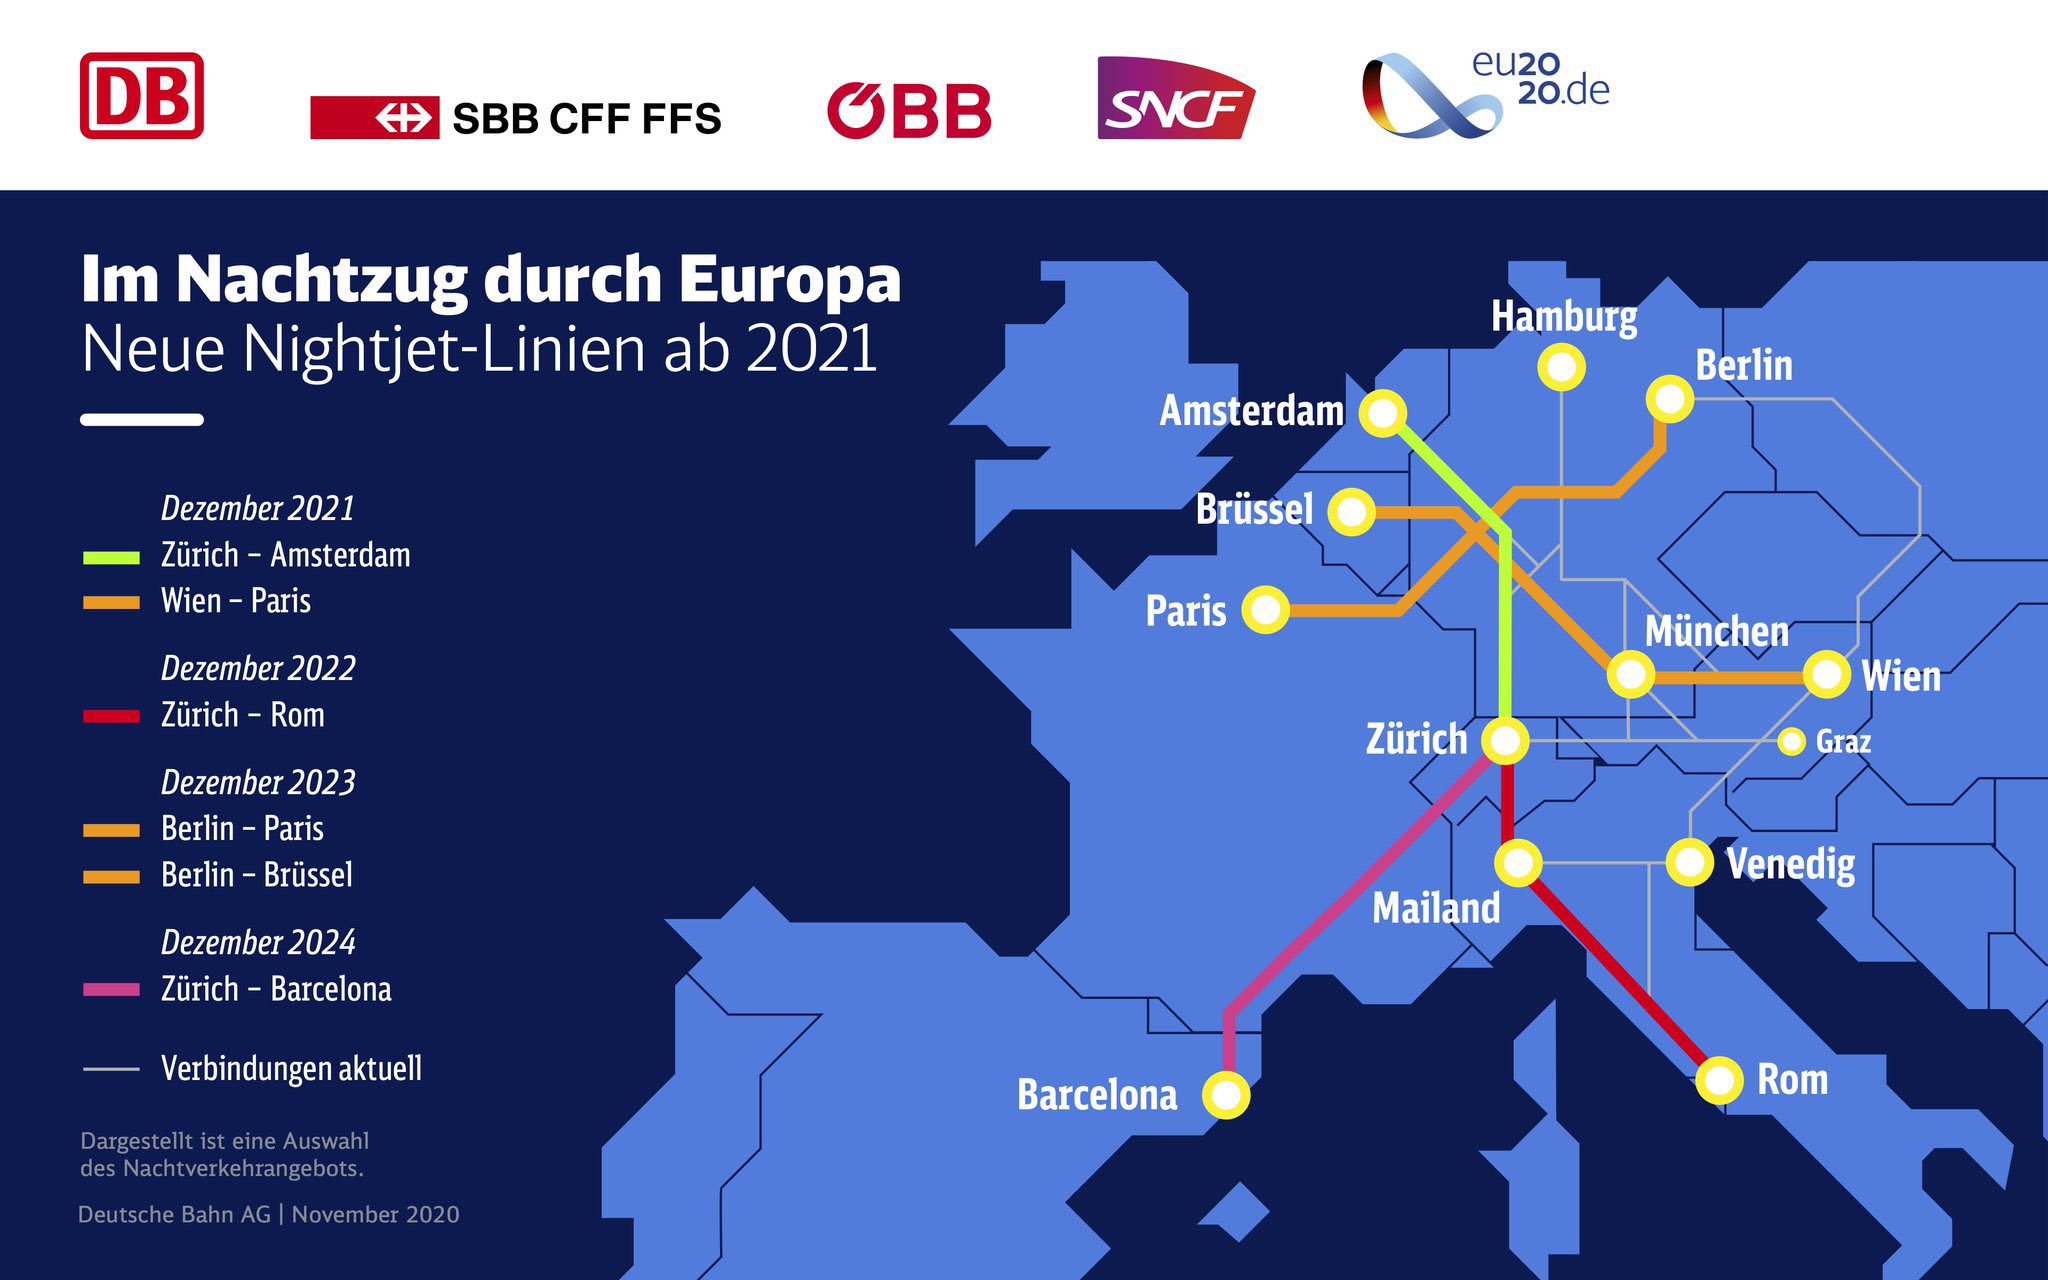 DB
SBB CFF FFS
ÖBB
SNCF
eu20
20.de
Im Nachtzug durch Europa
Neue Nightjet-Linien ab 2021
Dezember 2021
Zürich – Amsterdam
Wien – Paris
Dezember 2022
Zürich – Rom
Dezember 2023
Berlin – Paris
Berlin – Brüssel
Dezember 2024
Zürich – Barcelona
Verbindungen aktuell
Dargestellt ist eine Auswahl
des Nachtverkehrangebots.
Deutsche Bahn AG | November 2020
Hamburg
Berlin
Amsterdam
Brüssel
Paris
München
Wien
Zürich
Graz
Venedig
Mailand
Rom
Barcelona